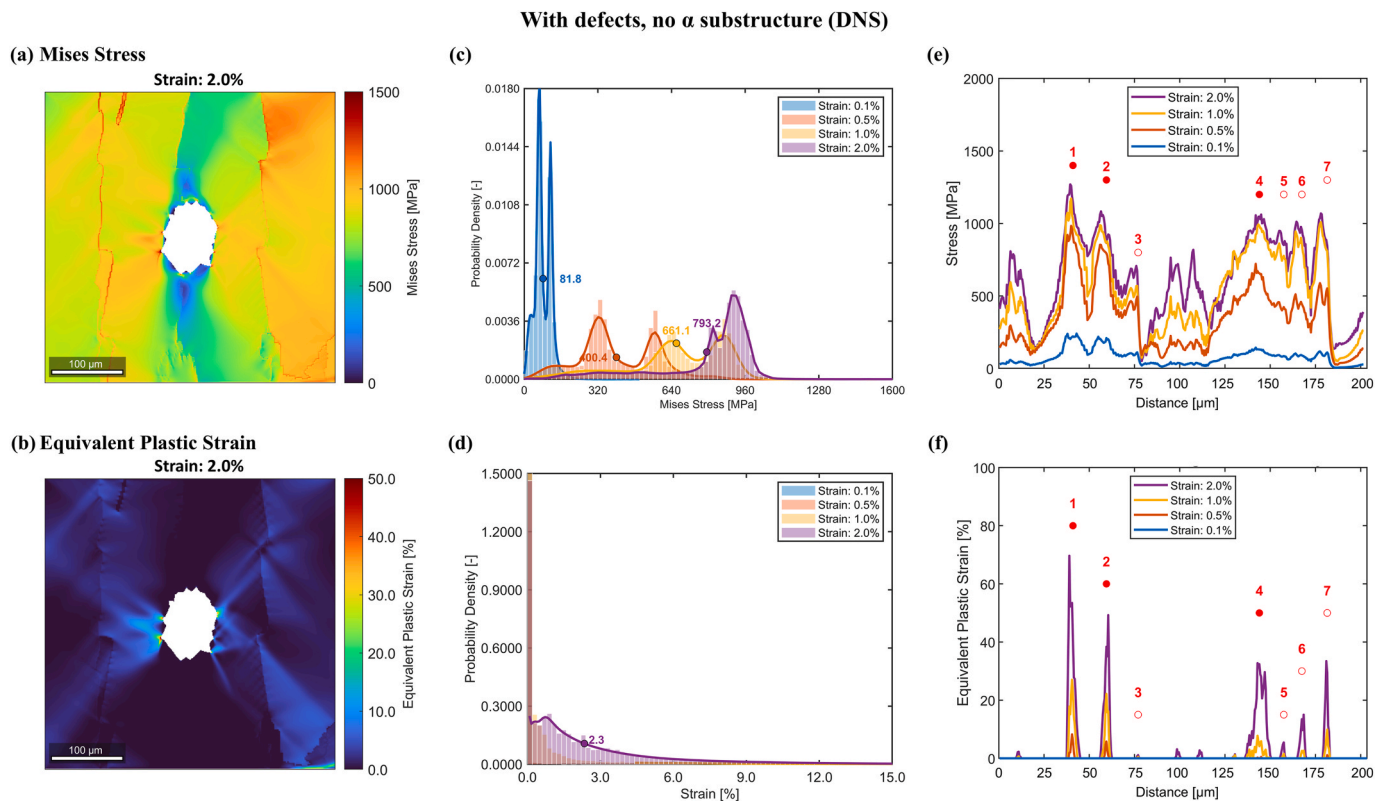 With defects, no α substructure (DNS)
(a) Mises Stress
Strain: 2.0%
1500
1000
500
0
Mises Stress [MPa]
100 µm
(c)
0.0180
0.0144
0.0108
0.0072
0.0036
0.0000
Probability Density [-]
Strain: 0.1%
Strain: 0.5%
Strain: 1.0%
Strain: 2.0%
81.8
400.4
661.1
793.2
0 320 640 960 1280 1600
Mises Stress [MPa]
(e)
2000
1500
1000
500
0
Stress [MPa]
Strain: 2.0%
Strain: 1.0%
Strain: 0.5%
Strain: 0.1%
1 2 3 4 5 6 7
0 25 50 75 100 125 150 175 200
Distance [µm]
(b) Equivalent Plastic Strain
Strain: 2.0%
50.0
40.0
30.0
20.0
10.0
0.0
Equivalent Plastic Strain [%]
100 µm
(d)
1.5000
1.2000
0.9000
0.6000
0.3000
0.0000
Probability Density [-]
Strain: 0.1%
Strain: 0.5%
Strain: 1.0%
Strain: 2.0%
2.3
0.0 3.0 6.0 9.0 12.0 15.0
Strain [%]
(f)
100
80
60
40
20
0
Equivalent Plastic Strain [%]
Strain: 2.0%
Strain: 1.0%
Strain: 0.5%
Strain: 0.1%
1 2 3 4 5 6 7
0 25 50 75 100 125 150 175 200
Distance [µm]